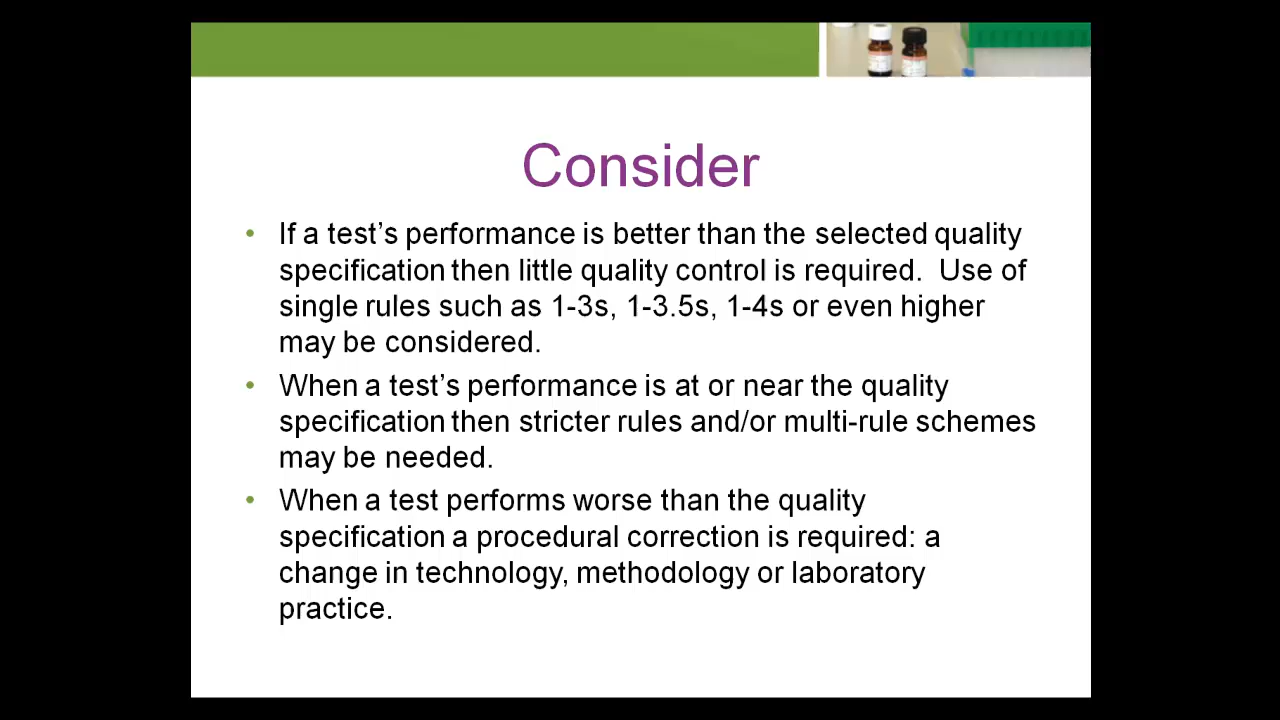 Consider
• If a test's performance is better than the selected quality
specification then little quality control is required.  Use of
single rules such as 1-3s, 1-3.5s, 1-4s or even higher
may be considered.
• When a test's performance is at or near the quality
specification then stricter rules and/or multi-rule schemes
may be needed.
• When a test performs worse than the quality
specification a procedural correction is required: a
change in technology, methodology or laboratory
practice.